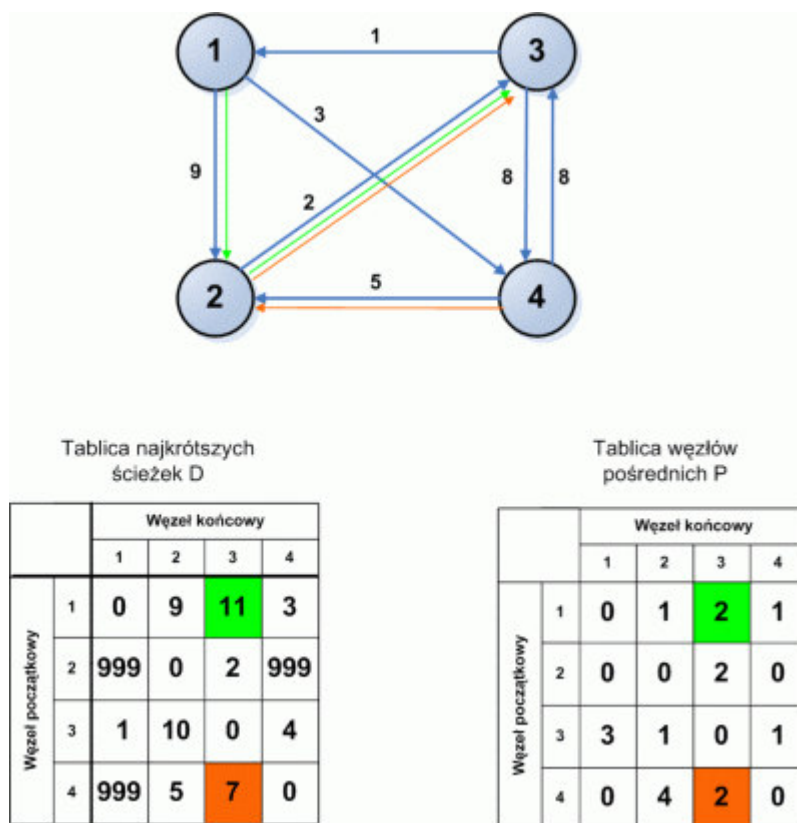 1
1
3
3
9
2
8
8
2
5
4
Tablica najkrótszych
ścieżek D
Węzeł końcowy
1 2 3 4
Węzeł początkowy
1 0 9 11 3
2 999 0 2 999
3 1 10 0 4
4 999 5 7 0
Tablica węzłów
pośrednich P
Węzeł końcowy
1 2 3 4
Węzeł początkowy
1 0 1 2 1
2 0 0 2 0
3 3 1 0 1
4 0 4 2 0